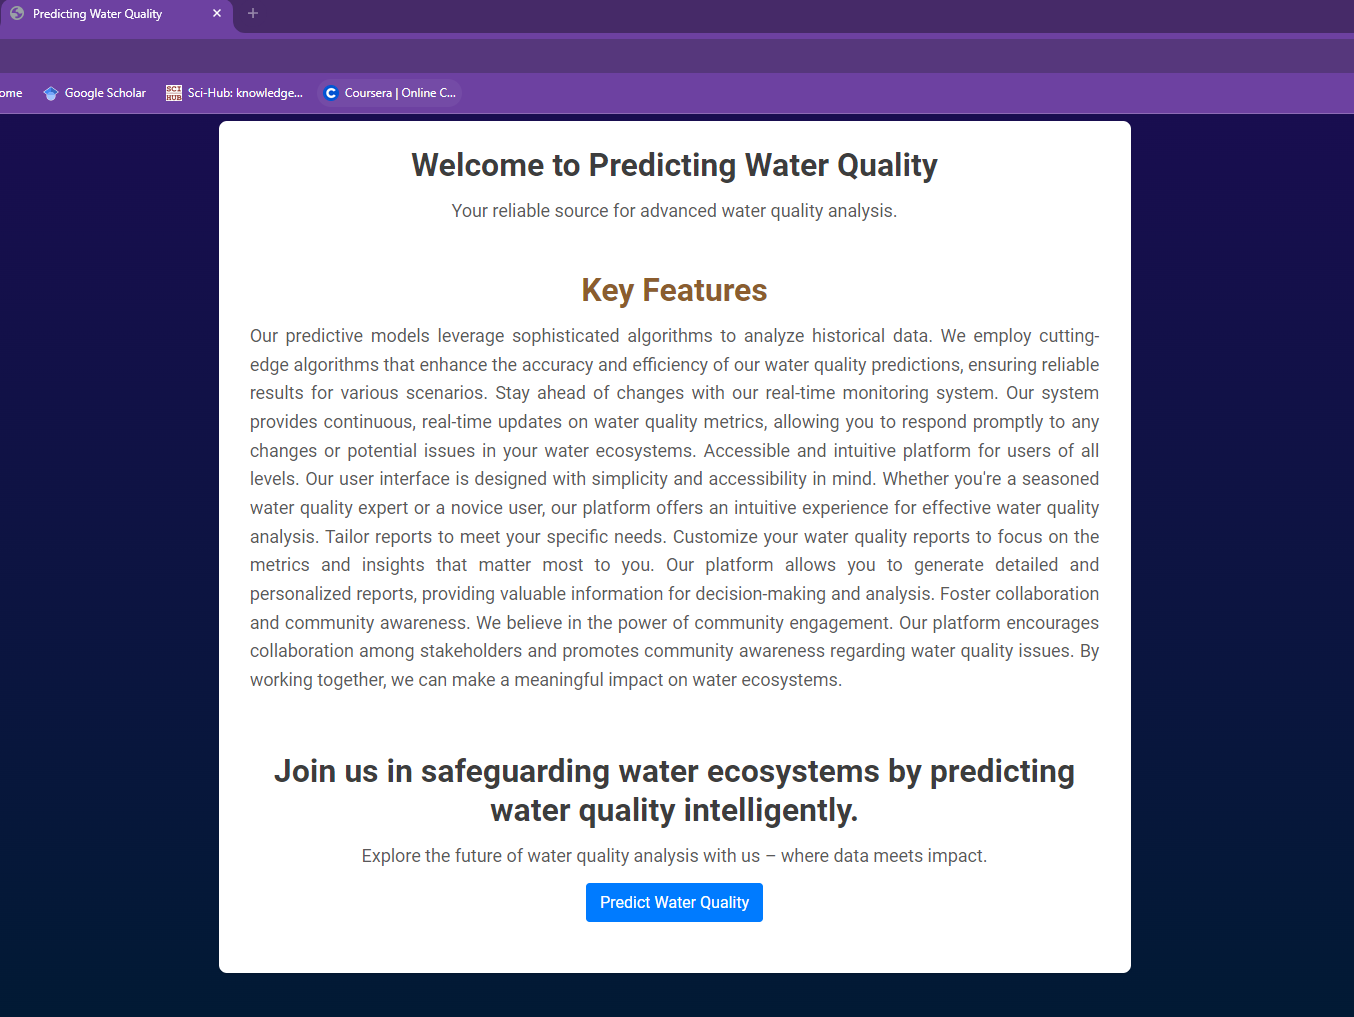 Predicting Water Quality
ome Google Scholar Sci-Hub: knowledge... Coursera | Online C...
Welcome to Predicting Water Quality
Your reliable source for advanced water quality analysis.
Key Features
Our predictive models leverage sophisticated algorithms to analyze historical data. We employ cutting-
edge algorithms that enhance the accuracy and efficiency of our water quality predictions, ensuring reliable
results for various scenarios. Stay ahead of changes with our real-time monitoring system. Our system
provides continuous, real-time updates on water quality metrics, allowing you to respond promptly to any
changes or potential issues in your water ecosystems. Accessible and intuitive platform for users of all
levels. Our user interface is designed with simplicity and accessibility in mind. Whether you're a seasoned
water quality expert or a novice user, our platform offers an intuitive experience for effective water quality
analysis. Tailor reports to meet your specific needs. Customize your water quality reports to focus on the
metrics and insights that matter most to you. Our platform allows you to generate detailed and
personalized reports, providing valuable information for decision-making and analysis. Foster collaboration
and community awareness. We believe in the power of community engagement. Our platform encourages
collaboration among stakeholders and promotes community awareness regarding water quality issues. By
working together, we can make a meaningful impact on water ecosystems.
Join us in safeguarding water ecosystems by predicting
water quality intelligently.
Explore the future of water quality analysis with us – where data meets impact.
Predict Water Quality